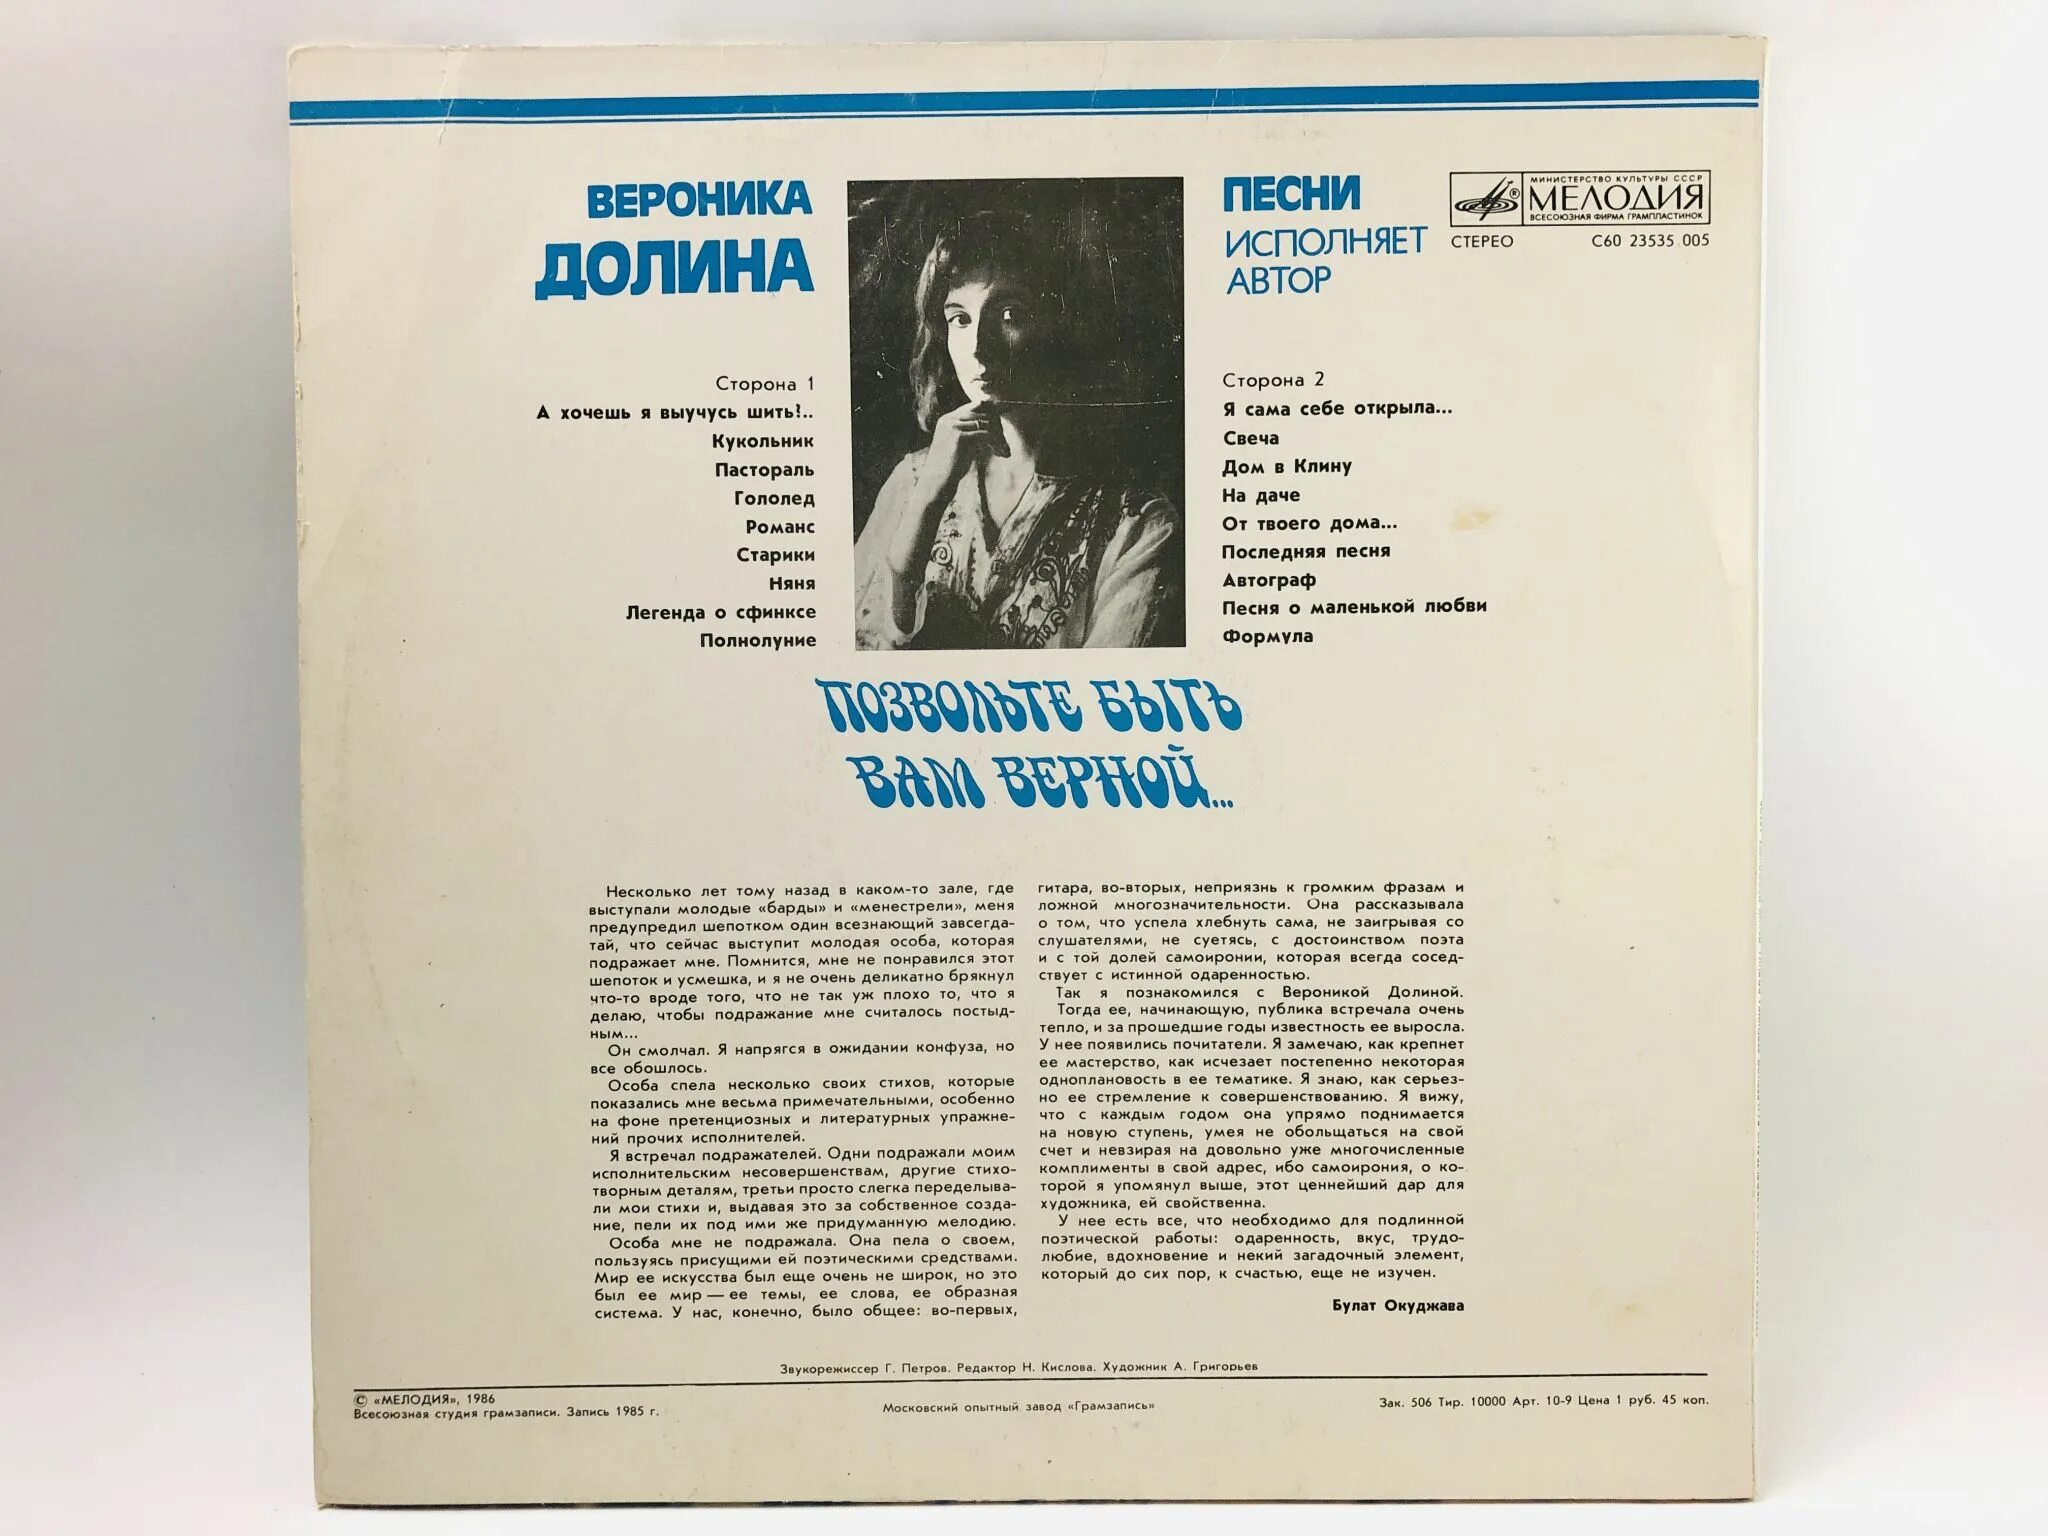 ВЕРОНИКА
ДОЛИНА
ПЕСНИ
ИСПОЛНЯЕТ
АВТОР
МИНИСТЕРСТВО КУЛЬТУРЫ СССР
®
МЕЛОДИЯ
ВСЕСОЮЗНАЯ ФИРМА ГРАМПЛАСТИНОК
СТЕРЕО С60 23535 005
Сторона 1
А хочешь я выучусь шить?..
Кукольник
Пастораль
Гололед
Романс
Старики
Няня
Легенда о сфинксе
Полнолуние
Сторона 2
Я сама себе открыла...
Свеча
Дом в Клину
На даче
От твоего дома...
Последняя песня
Автограф
Песня о маленькой любви
Формула
ПОЗВОЛЬТЕ БЫТЬ
ВАМ ВЕРНОЙ...
Несколько лет тому назад в каком-то зале, где
выступали молодые «барды» и «менестрели», меня
предупредил шепотком один всезнающий завсегда-
тай, что сейчас выступит молодая особа, которая
подражает мне. Помнится, мне не понравился этот
шепоток и усмешка, и я не очень деликатно брякнул
что-то вроде того, что не так уж плохо то, что я
делаю, чтобы подражание мне считалось постыд-
ным...
Он смолчал. Я напрягся в ожидании конфуза, но
все обошлось.
Особа спела несколько своих стихов, которые
показались мне весьма примечательными, особенно
на фоне претенциозных и литературных упражне-
ний прочих исполнителей.
Я встречал подражателей. Одни подражали моим
исполнительским несовершенствам, другие стихо-
творным деталям, третьи просто слегка переделыва-
ли мои стихи и, выдавая это за собственное созда-
ние, пели их под ими же придуманную мелодию.
Особа мне не подражала. Она пела о своем,
пользуясь присущими ей поэтическими средствами.
Мир ее искусства был еще очень не широк, но это
был ее мир — ее темы, ее слова, ее образная
система. У нас, конечно, было общее: во-первых,
гитара, во-вторых, неприязнь к громким фразам и
ложной многозначительности. Она рассказывала
о том, что успела хлебнуть сама, не заигрывая со
слушателями, не суетясь, с достоинством поэта
и с той долей самоиронии, которая всегда сосед-
ствует с истинной одаренностью.
Так я познакомился с Вероникой Долиной.
Тогда ее, начинающую, публика встречала очень
тепло, и за прошедшие годы известность ее выросла.
У нее появились почитатели. Я замечаю, как крепнет
ее мастерство, как исчезает постепенно некоторая
одноплановость в ее тематике. Я знаю, как серьез-
но ее стремление к совершенствованию. Я вижу,
что с каждым годом она упрямо поднимается
на новую ступень, умея не обольщаться на свой
счет и невзирая на довольно уже многочисленные
комплименты в свой адрес, ибо самоирония, о ко-
торой я упомянул выше, этот ценнейший дар для
художника, ей свойственна.
У нее есть все, что необходимо для подлинной
поэтической работы: одаренность, вкус, трудо-
любие, вдохновение и некий загадочный элемент,
который до сих пор, к счастью, еще не изучен.
Булат Окуджава
Звукорежиссер Г. Петров. Редактор Н. Кислова. Художник А. Григорьев
© «МЕЛОДИЯ», 1986
Всесоюзная студия грамзаписи. Запись 1985 г.
Московский опытный завод «Грамзапись»
Зак. 506 Тир. 10000 Арт. 10-9 Цена 1 руб. 45 коп.